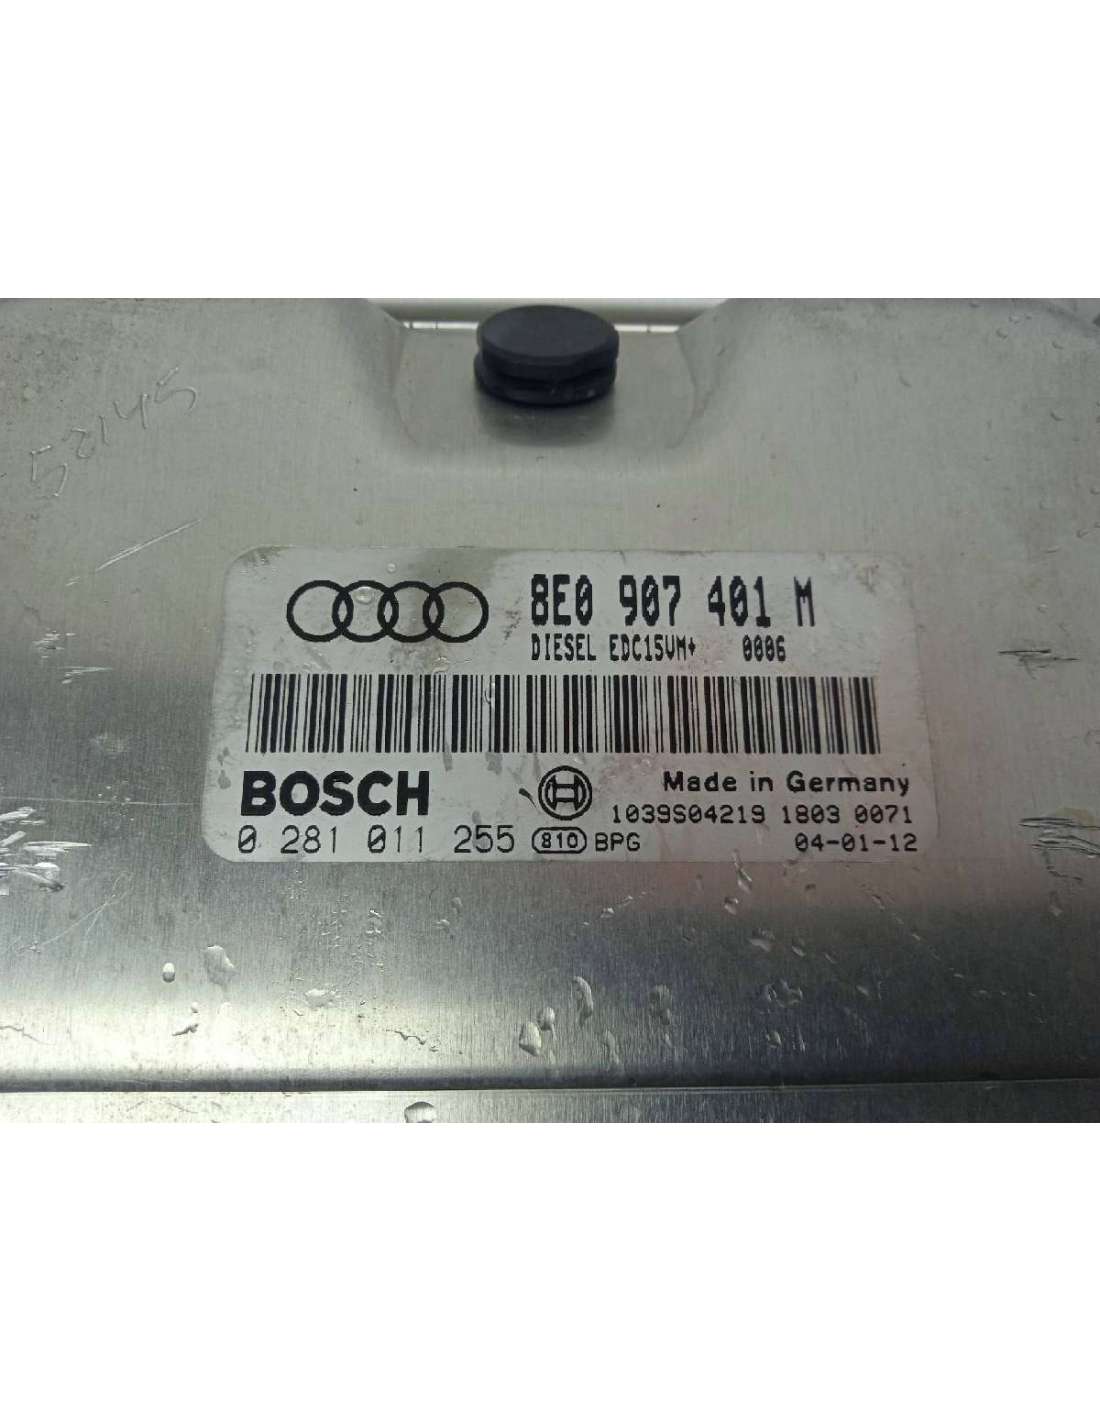 52145
8E0 907 401 M
DIESEL EDC15VM+ 0006
BOSCH
Made in Germany
1039S04219 1803 0071
0 281 011 255 810 BPG 04-01-12